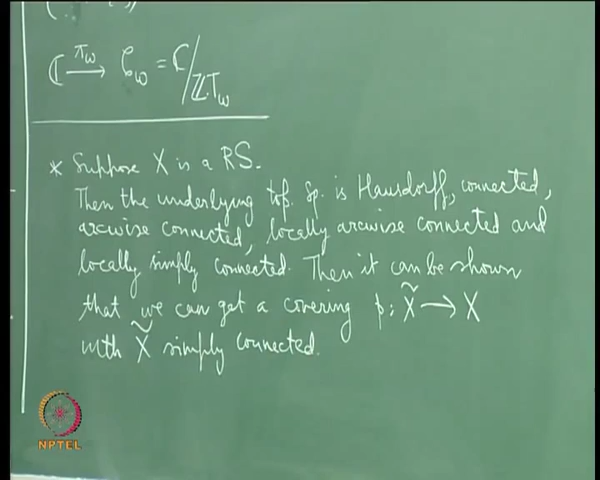 ℂ →^{π_ω} 𝒞_ω = ℂ/ℤ.T_ω
* Suppose X is a RS.
Then the underlying top. sp. is Hausdorff, connected,
arcwise connected, locally arcwise connected and
locally simply connected. Then it can be shown
that we can get a covering p: X̃ → X
with X̃ simply connected.
NPTEL